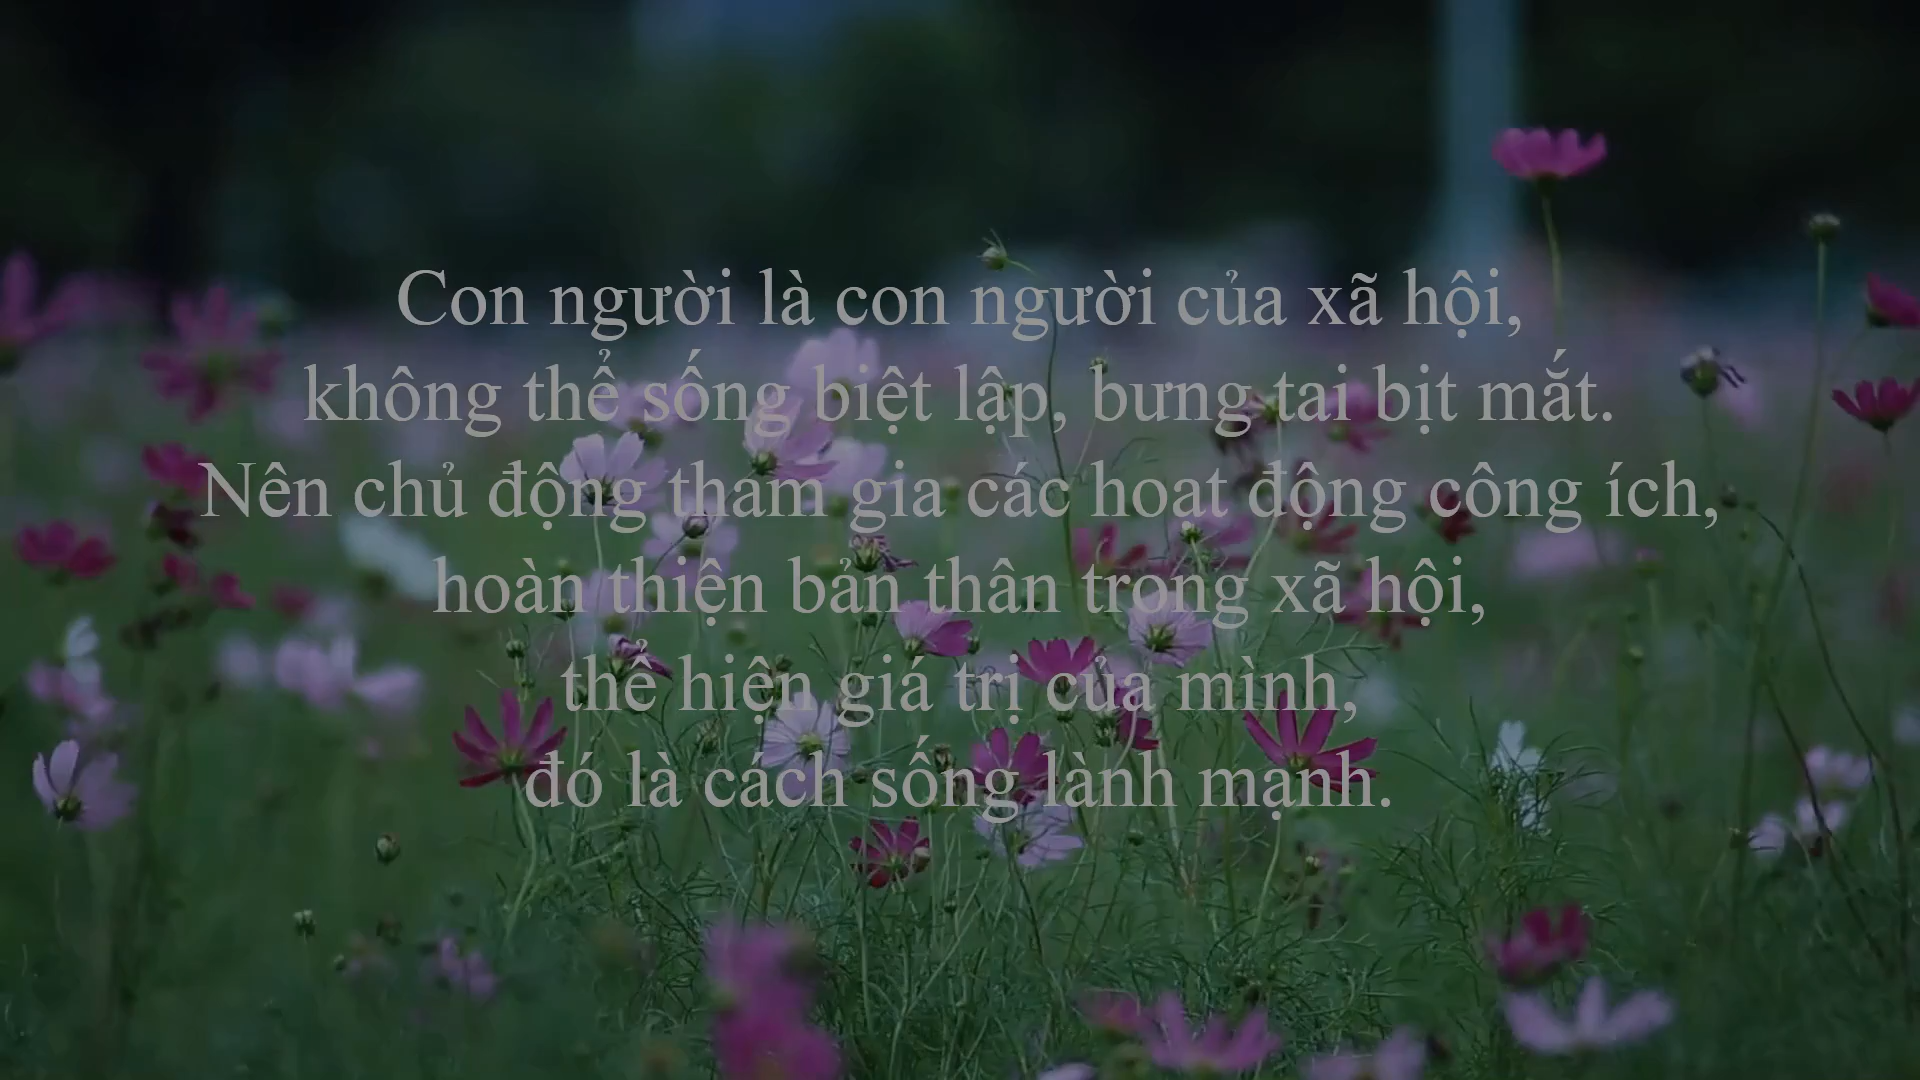 Con người là con người của xã hội,
không thể sống biệt lập, bưng tai bịt mắt.
Nên chủ động tham gia các hoat động công ích,
hoàn thiện bản thân trong xã hội,
thể hiện giá trị của mình,
đó là cách sống lành mạnh.